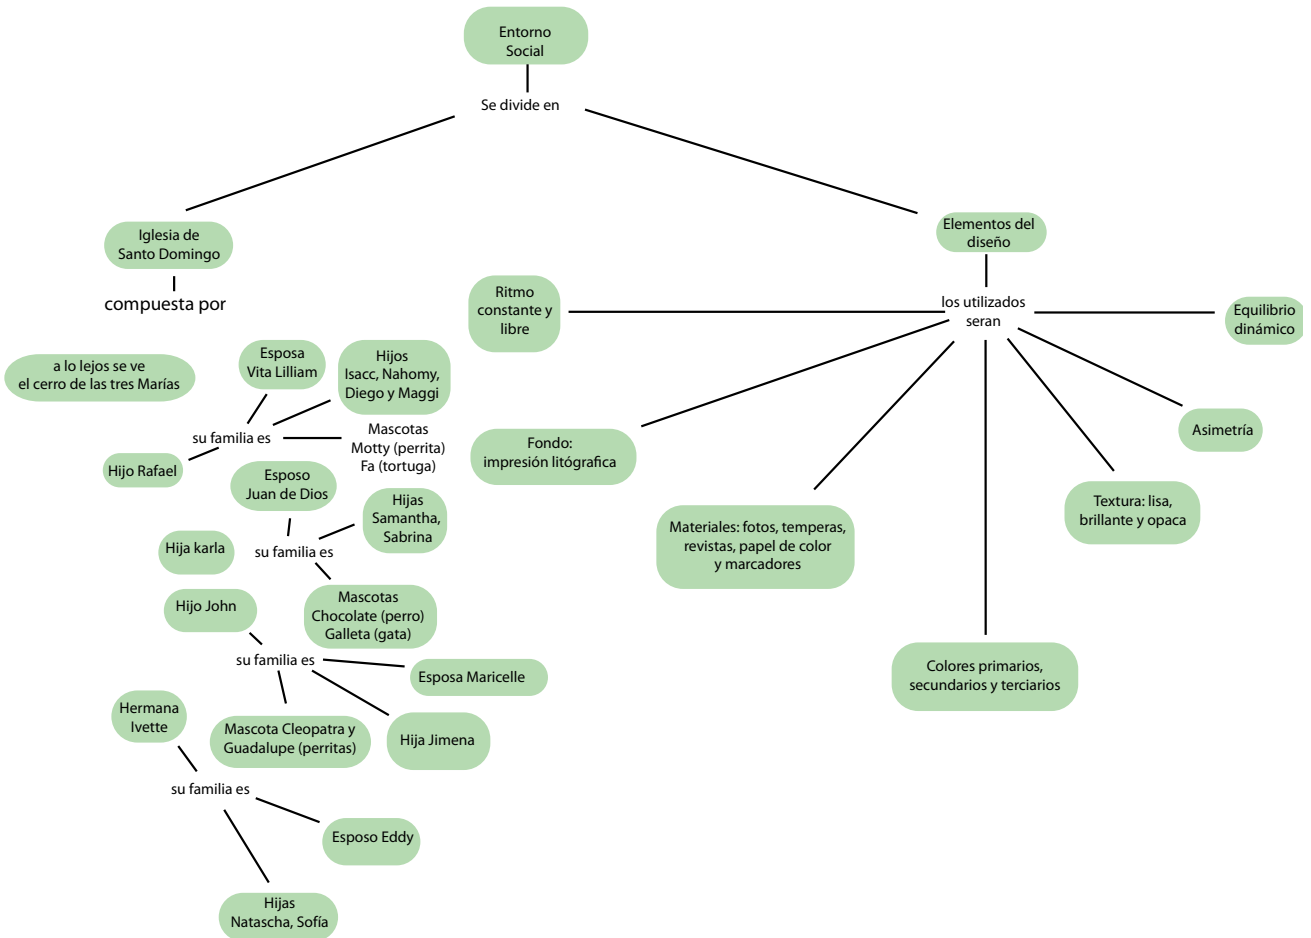 Entorno
Social
Se divide en
Iglesia de
Santo Domingo
compuesta por
a lo lejos se ve
el cerro de las tres Marías
Esposa
Vita Lilliam
Hijos
Isacc, Nahomy,
Diego y Maggi
su familia es
Mascotas
Motty (perrita)
Fa (tortuga)
Hijo Rafael
Esposo
Juan de Dios
Hijas
Samantha,
Sabrina
Hija karla
su familia es
Mascotas
Chocolate (perro)
Galleta (gata)
Hijo John
su familia es
Esposa Maricelle
Mascota Cleopatra y
Guadalupe (perritas)
Hija Jimena
Hermana
Ivette
su familia es
Esposo Eddy
Hijas
Natascha, Sofía
Elementos del
diseño
los utilizados
seran
Ritmo
constante y
libre
Equilibrio
dinámico
Fondo:
impresión litógrafica
Asimetría
Materiales: fotos, temperas,
revistas, papel de color
y marcadores
Textura: lisa,
brillante y opaca
Colores primarios,
secundarios y terciarios